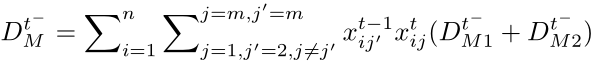 $D_M^{t^-} = \sum_{i=1}^{n} \sum_{j=1,j'=2,j\neq j'}^{j=m,j'=m} x_{ij'}^{t-1} x_{ij}^{t} (D_{M1}^{t^-} + D_{M2}^{t^-})$